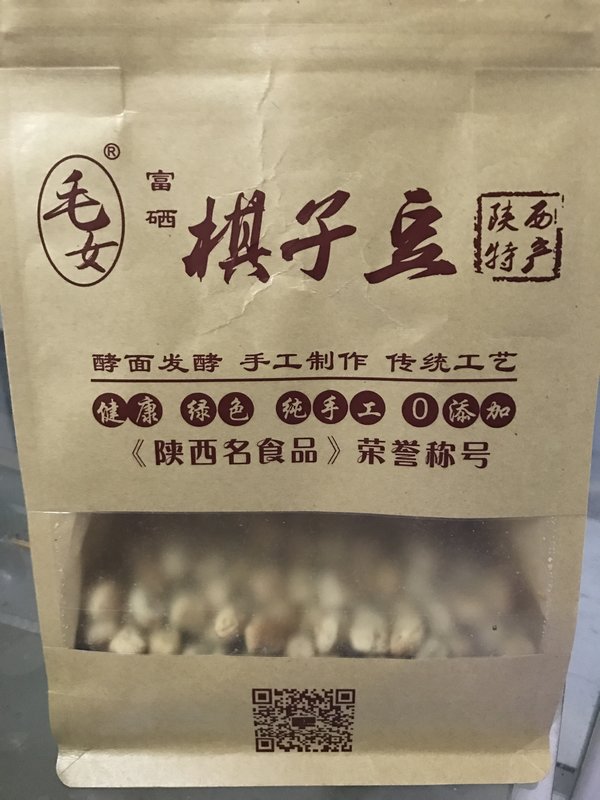 毛女®
富硒
棋子豆
陕西
特产
酵面发酵 手工制作 传统工艺
健康 绿色 纯手工 0添加
《陕西名食品》荣誉称号